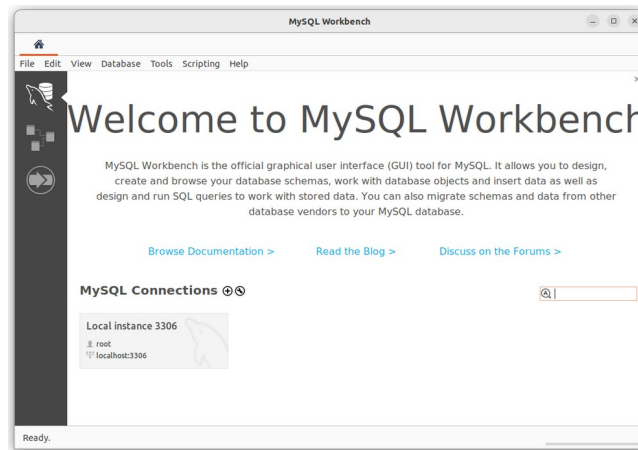 MySQL Workbench
File Edit View Database Tools Scripting Help
Welcome to MySQL Workbench
MySQL Workbench is the official graphical user interface (GUI) tool for MySQL. It allows you to design,
create and browse your database schemas, work with database objects and insert data as well as
design and run SQL queries to work with stored data. You can also migrate schemas and data from other
database vendors to your MySQL database.
Browse Documentation > Read the Blog > Discuss on the Forums >
MySQL Connections
Local instance 3306
root
localhost:3306
Ready.